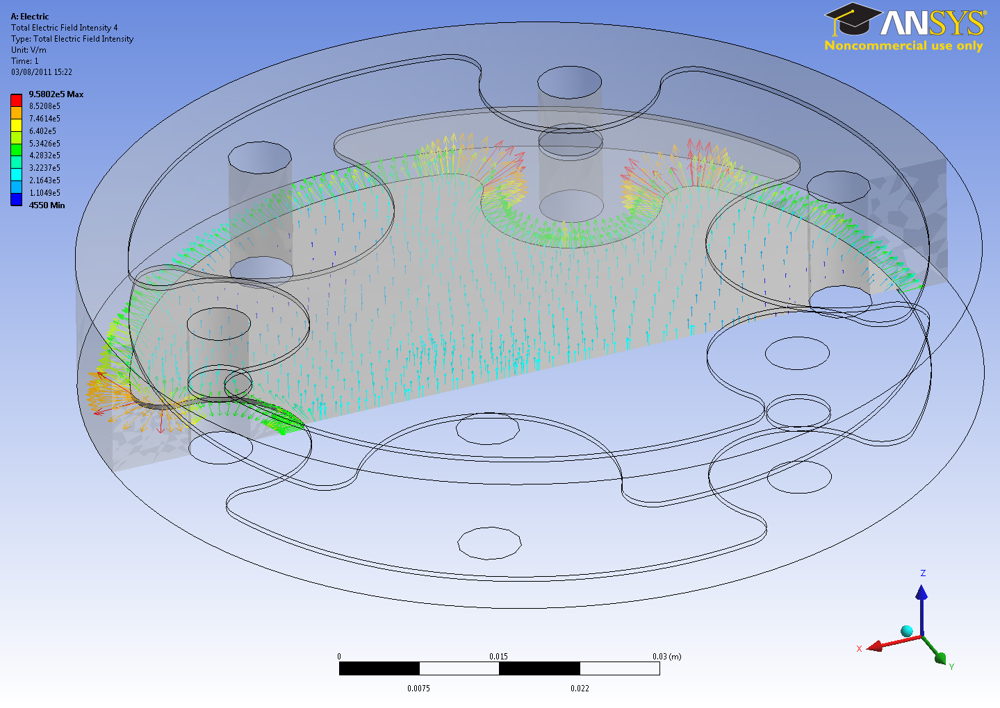 A: Electric
Total Electric Field Intensity 4
Type: Total Electric Field Intensity
Unit: V/m
Time: 1
03/08/2011 15:22
9.5802e5 Max
8.5208e5
7.4614e5
6.402e5
5.3426e5
4.2832e5
3.2237e5
2.1643e5
1.1049e5
4550 Min
ANSYS
Noncommercial use only
Z
X
Y
0 0.015 0.03 (m)
0.0075 0.022